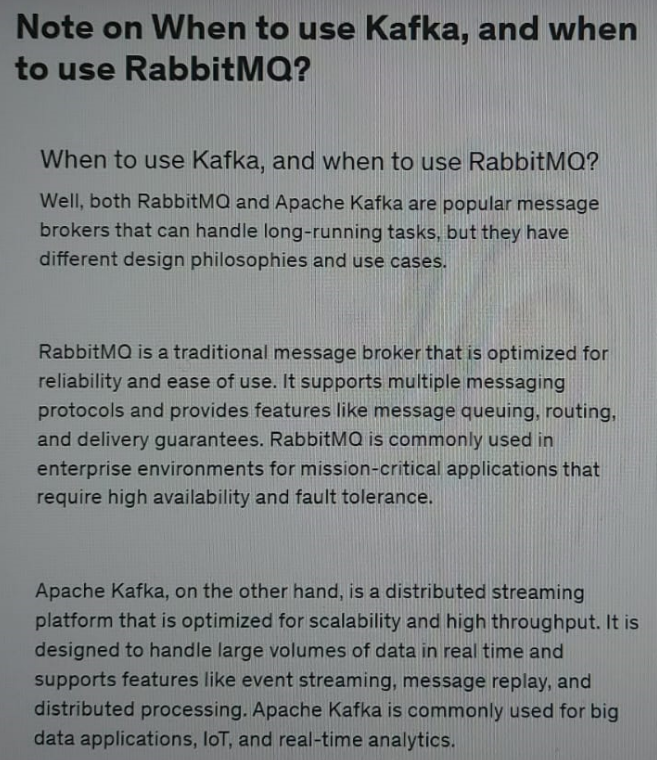 Note on When to use Kafka, and when
to use RabbitMQ?
When to use Kafka, and when to use RabbitMQ?
Well, both RabbitMQ and Apache Kafka are popular message
brokers that can handle long-running tasks, but they have
different design philosophies and use cases.
RabbitMQ is a traditional message broker that is optimized for
reliability and ease of use. It supports multiple messaging
protocols and provides features like message queuing, routing,
and delivery guarantees. RabbitMQ is commonly used in
enterprise environments for mission-critical applications that
require high availability and fault tolerance.
Apache Kafka, on the other hand, is a distributed streaming
platform that is optimized for scalability and high throughput. It is
designed to handle large volumes of data in real time and
supports features like event streaming, message replay, and
distributed processing. Apache Kafka is commonly used for big
data applications, IoT, and real-time analytics.